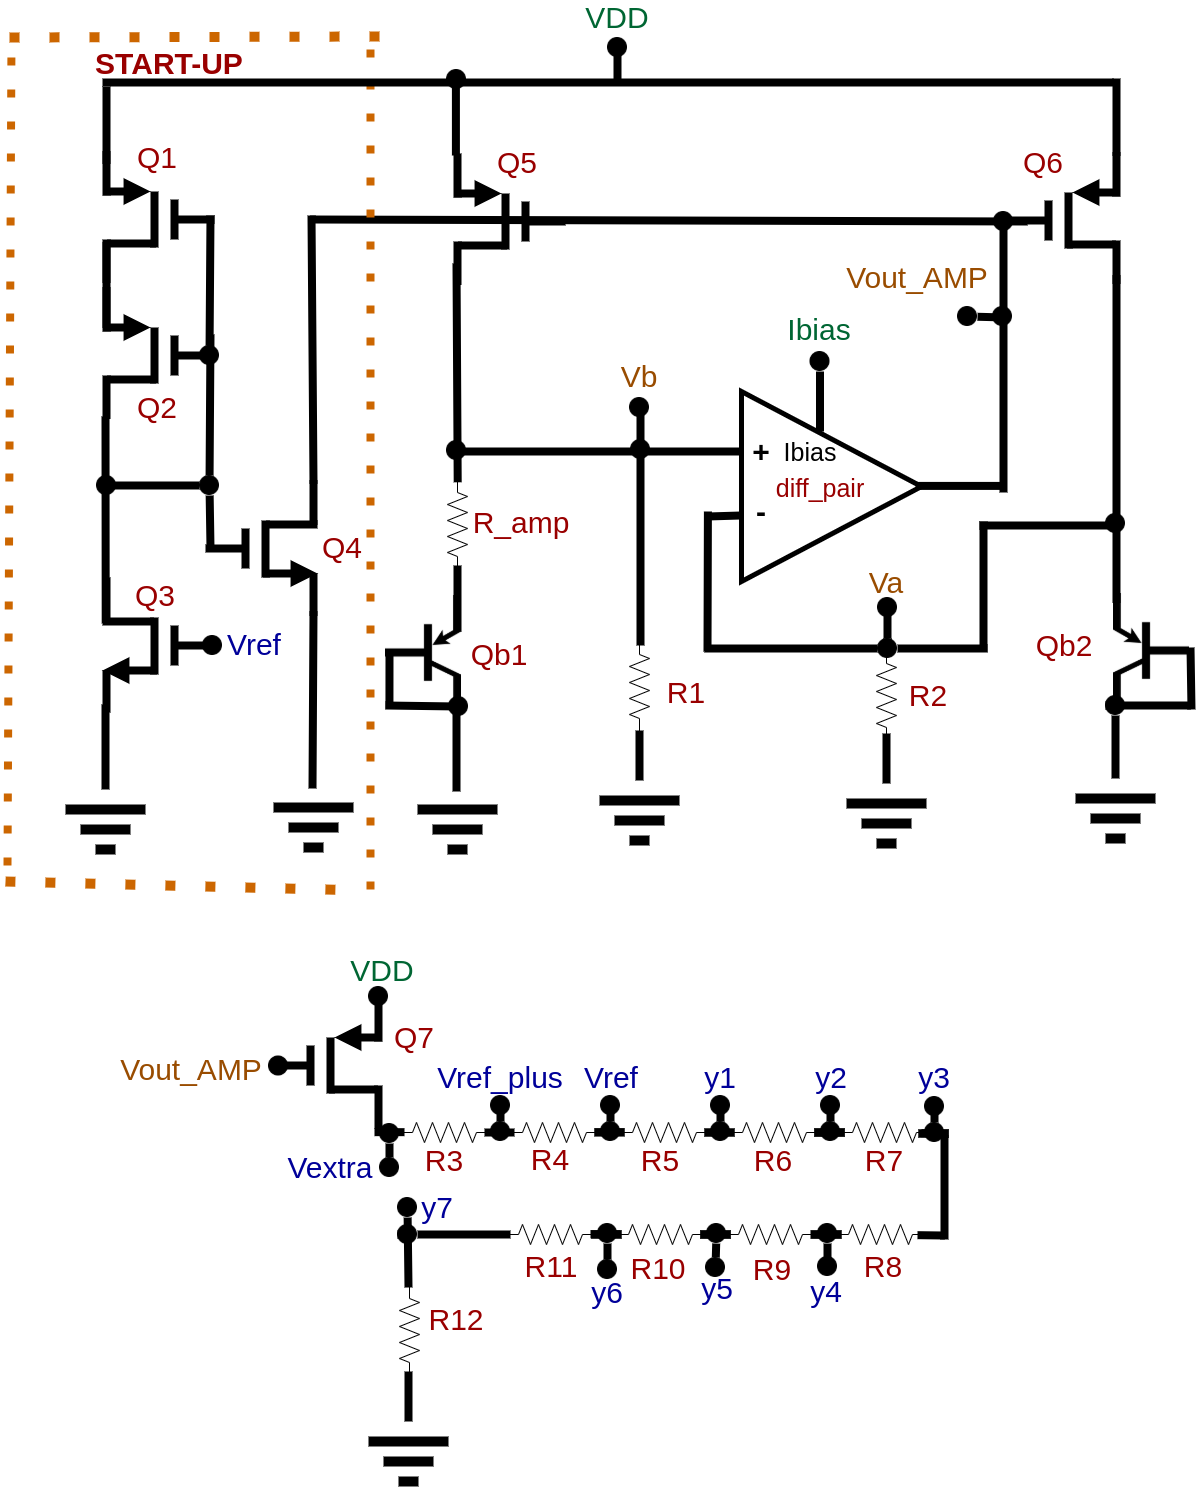 VDD
START-UP
Q1
Q5
Q6
Vout_AMP
Ibias
Vb
Q2
+ Ibias
diff_pair
-
R_amp
Q4
Va
Q3
Vref
Qb1
Qb2
R1
R2
VDD
Q7
Vout_AMP
Vref_plus Vref y1 y2 y3
R3 R4 R5 R6 R7
Vextra
y7
R11 R10 R9 R8
y6 y5 y4
R12